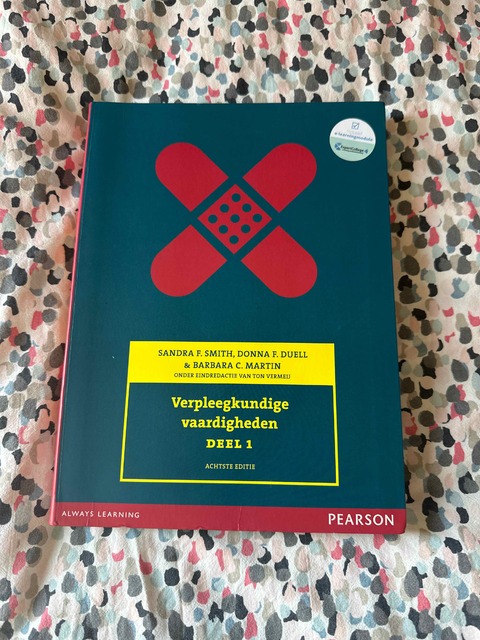 e-learningmodule
SANDRA F. SMITH, DONNA F. DUELL
& BARBARA C. MARTIN
ONDER EINDREDACTIE VAN TON VERMEIJ
Verpleegkundige
vaardigheden
DEEL 1
ACHTSTE EDITIE
ALWAYS LEARNING
PEARSON